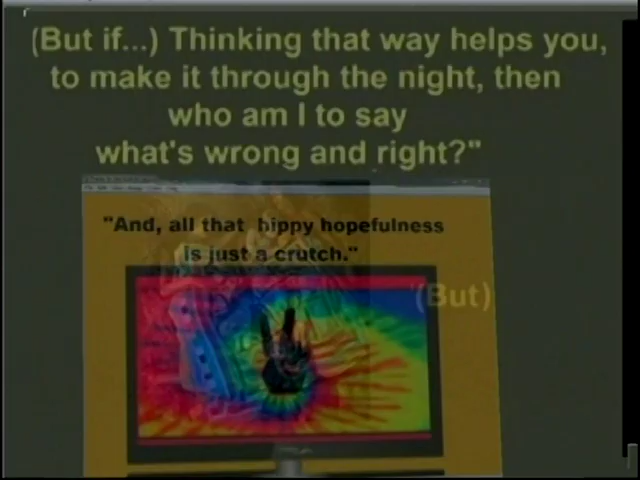 (But if...) Thinking that way helps you,
to make it through the night, then
who am I to say
what's wrong and right?"
"And, all that hippy hopefulness
is just a crutch."
"(But)